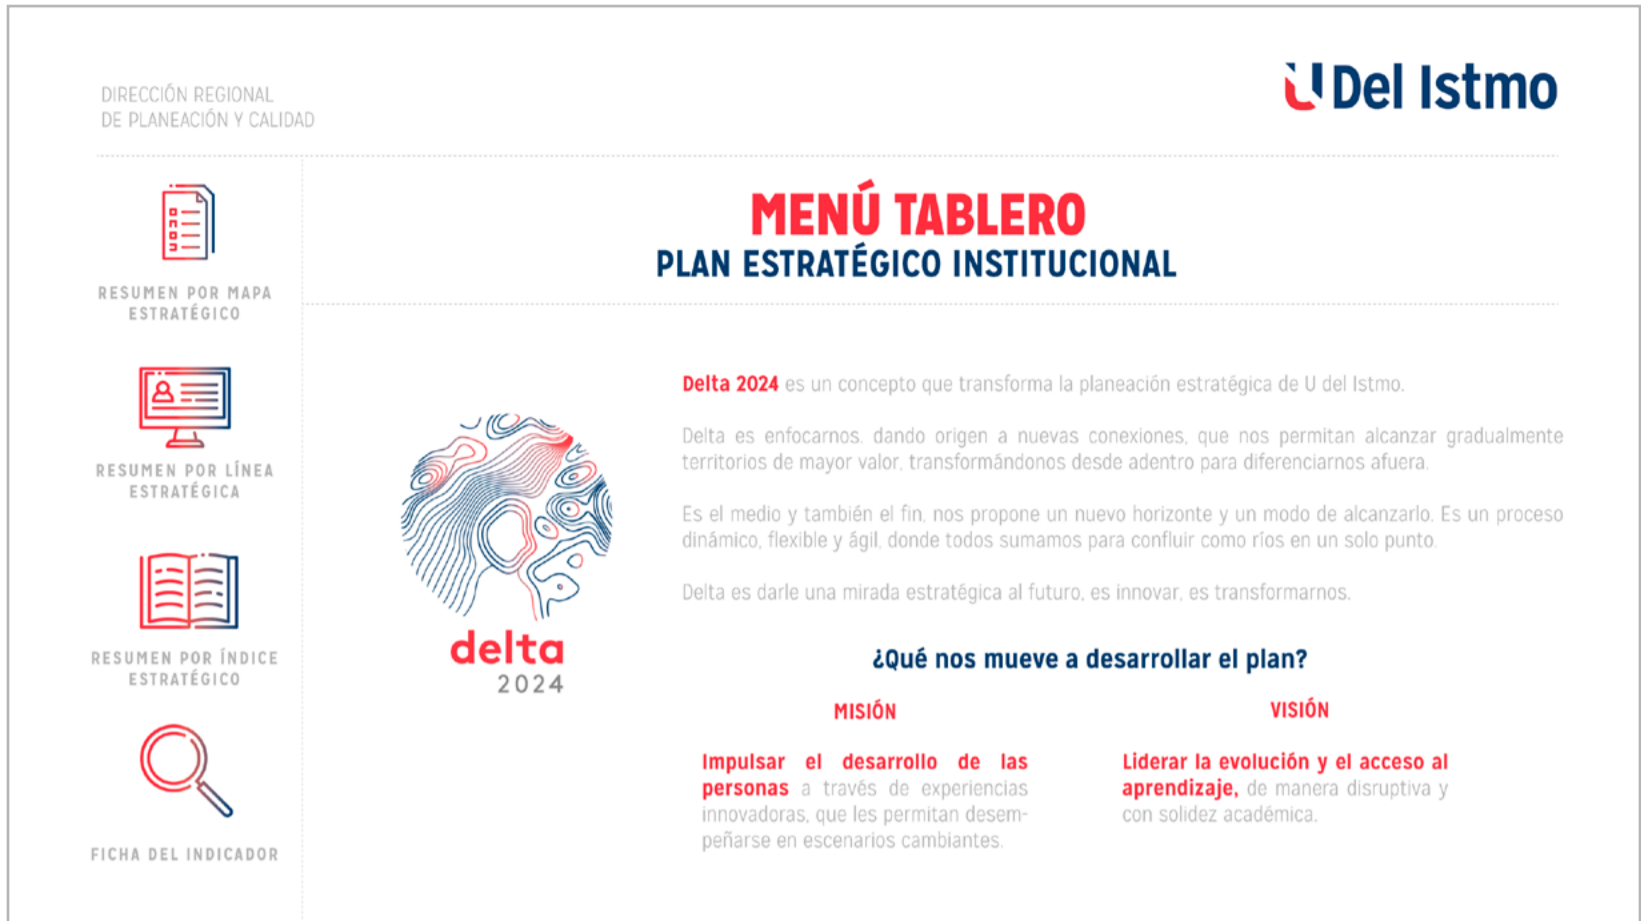 DIRECCIÓN REGIONAL
DE PLANEACIÓN Y CALIDAD
U Del Istmo
RESUMEN POR MAPA
ESTRATÉGICO
RESUMEN POR LÍNEA
ESTRATÉGICA
RESUMEN POR ÍNDICE
ESTRATÉGICO
FICHA DEL INDICADOR
MENÚ TABLERO
PLAN ESTRATÉGICO INSTITUCIONAL
delta
2024
Delta 2024 es un concepto que transforma la planeación estratégica de U del Istmo.
Delta es enfocarnos. dando origen a nuevas conexiones, que nos permitan alcanzar gradualmente
territorios de mayor valor, transformándonos desde adentro para diferenciarnos afuera.
Es el medio y también el fin, nos propone un nuevo horizonte y un modo de alcanzarlo. Es un proceso
dinámico, flexible y ágil, donde todos sumamos para confluir como ríos en un solo punto.
Delta es darle una mirada estratégica al futuro, es innovar, es transformarnos.
¿Qué nos mueve a desarrollar el plan?
MISIÓN
Impulsar el desarrollo de las
personas a través de experiencias
innovadoras, que les permitan desem-
peñarse en escenarios cambiantes.
VISIÓN
Liderar la evolución y el acceso al
aprendizaje, de manera disruptiva y
con solidez académica.